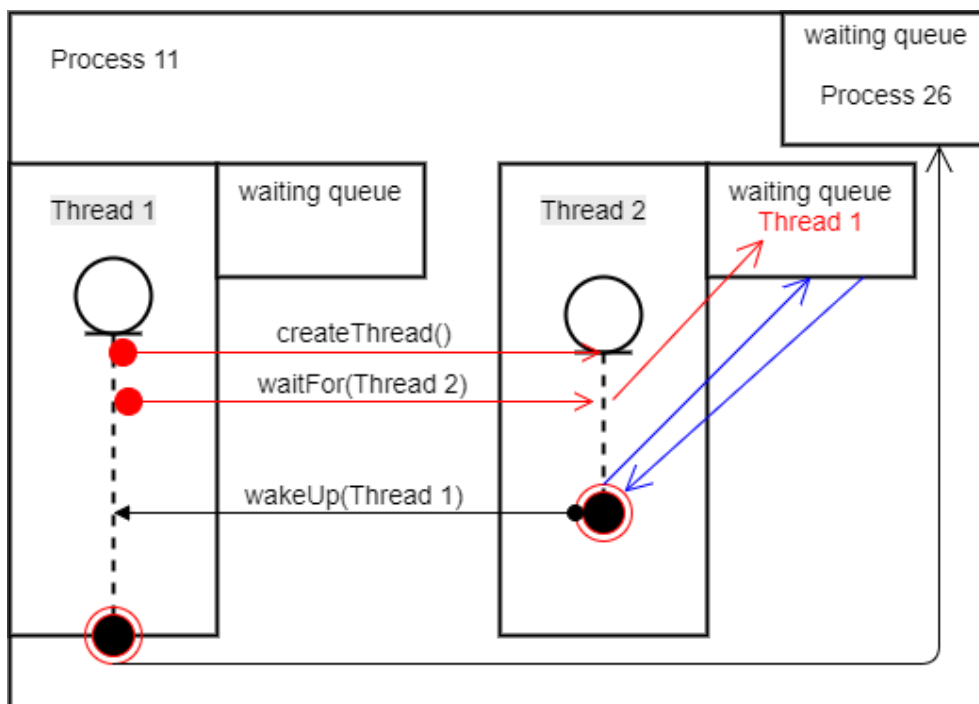 waiting queue
Process 11
Process 26
Thread 1
waiting queue
Thread 2
waiting queue
Thread 1
createThread()
waitFor(Thread 2)
wakeUp(Thread 1)